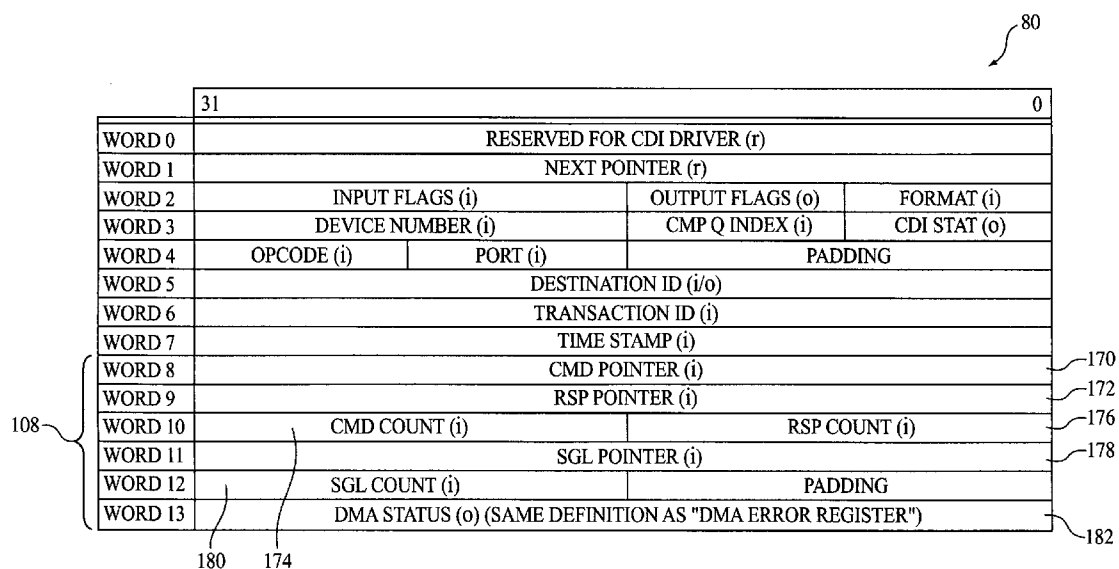 80
31 0
WORD 0 RESERVED FOR CDI DRIVER (r)
WORD 1 NEXT POINTER (r)
WORD 2 INPUT FLAGS (i) OUTPUT FLAGS (o) FORMAT (i)
WORD 3 DEVICE NUMBER (i) CMP Q INDEX (i) CDI STAT (o)
WORD 4 OPCODE (i) PORT (i) PADDING
WORD 5 DESTINATION ID (i/o)
WORD 6 TRANSACTION ID (i)
WORD 7 TIME STAMP (i)
WORD 8 CMD POINTER (i) 170
WORD 9 RSP POINTER (i) 172
108 WORD 10 CMD COUNT (i) RSP COUNT (i) 176
WORD 11 SGL POINTER (i) 178
WORD 12 SGL COUNT (i) PADDING
WORD 13 DMA STATUS (o) (SAME DEFINITION AS "DMA ERROR REGISTER") 182
180 174